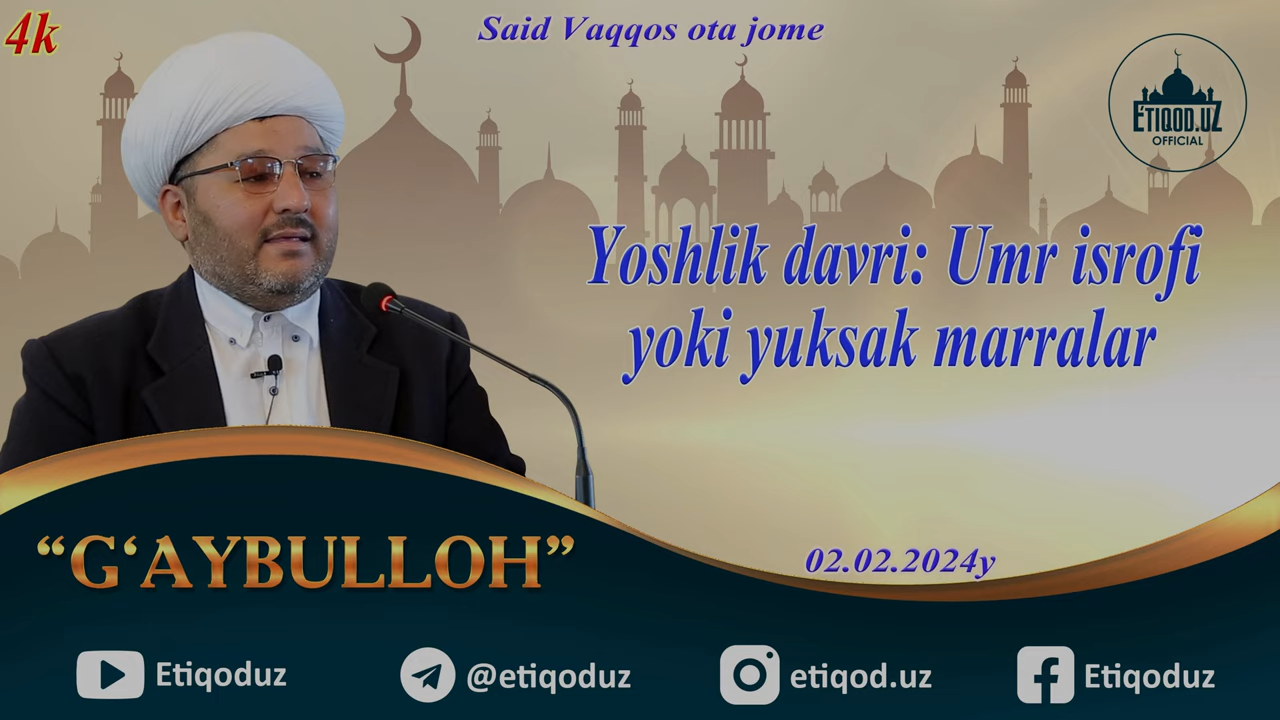 4k
Said Vaqqos ota jome
ETIQOD.UZ
OFFICIAL
Yoshlik davri: Umr isrofi
yoki yuksak marralar
“G‘AYBULLOH”
02.02.2024y
Etiqoduz
@etiqoduz
etiqod.uz
Etiqoduz